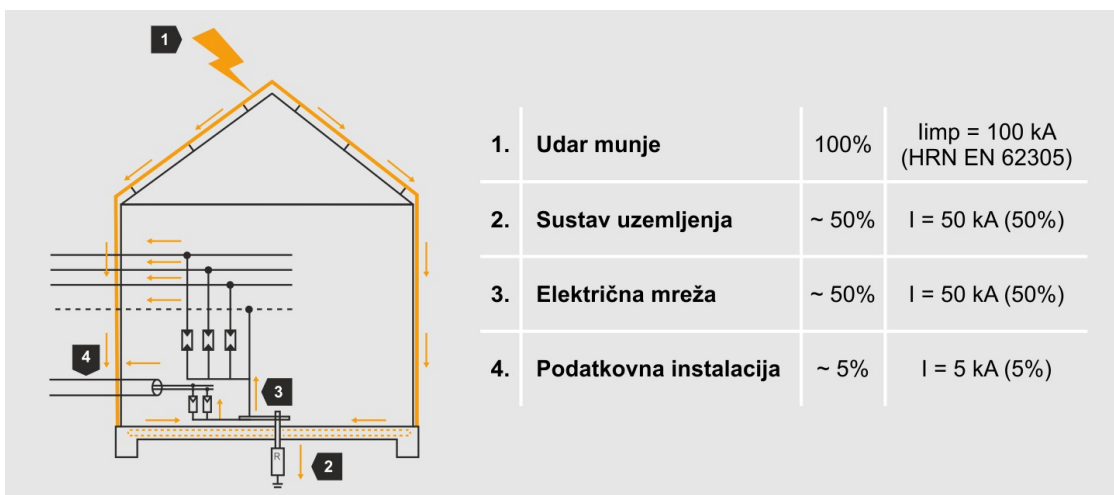 1
4
3
R
2
1. Udar munje 100% Iimp = 100 kA
(HRN EN 62305)
2. Sustav uzemljenja ~ 50% I = 50 kA (50%)
3. Električna mreža ~ 50% I = 50 kA (50%)
4. Podatkovna instalacija ~ 5% I = 5 kA (5%)